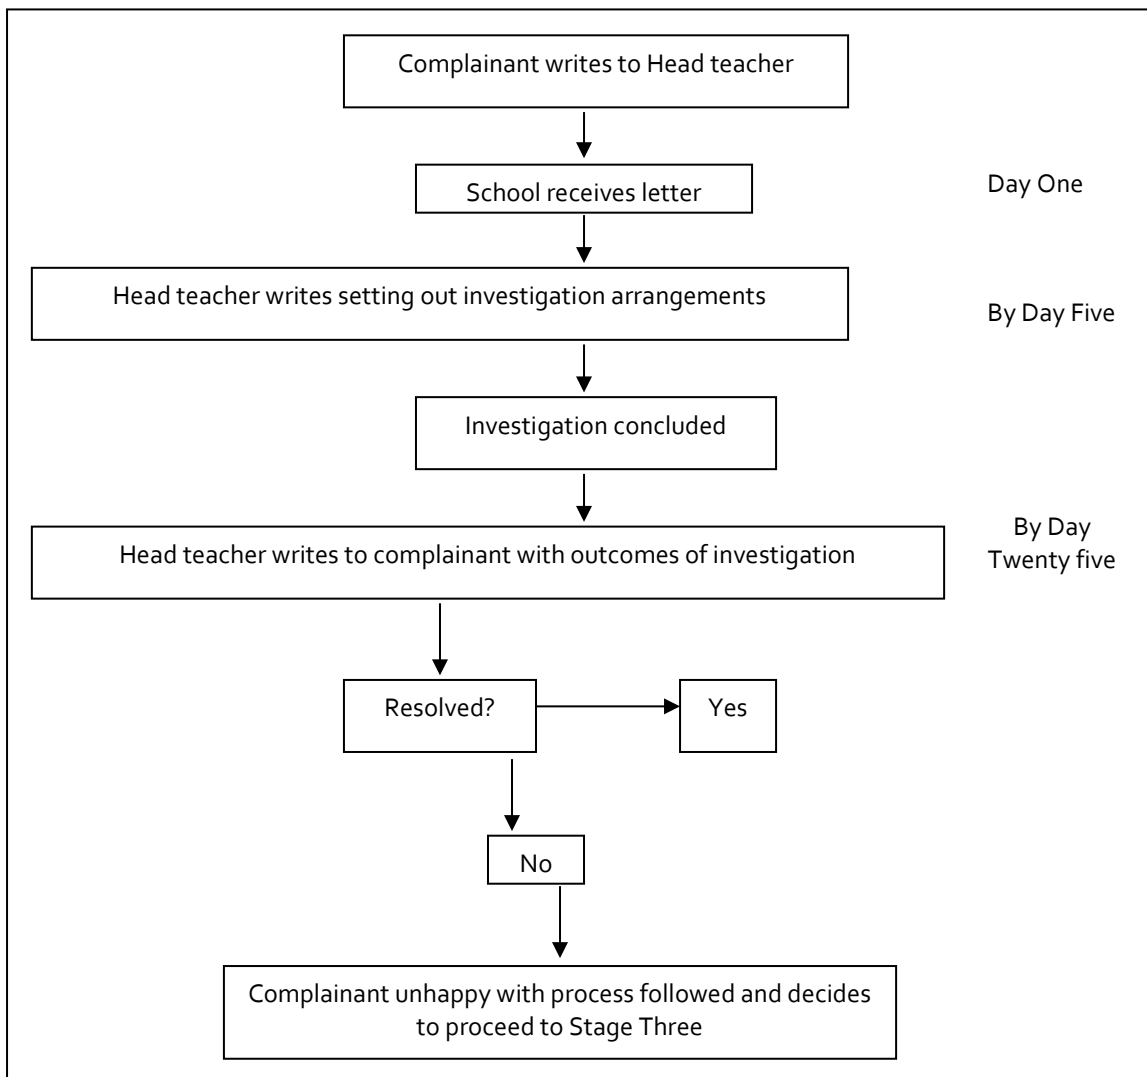 Complainant writes to Head teacher
School receives letter
Day One
Head teacher writes setting out investigation arrangements
By Day Five
Investigation concluded
Head teacher writes to complainant with outcomes of investigation
By Day
Twenty five
Resolved?
Yes
No
Complainant unhappy with process followed and decides
to proceed to Stage Three